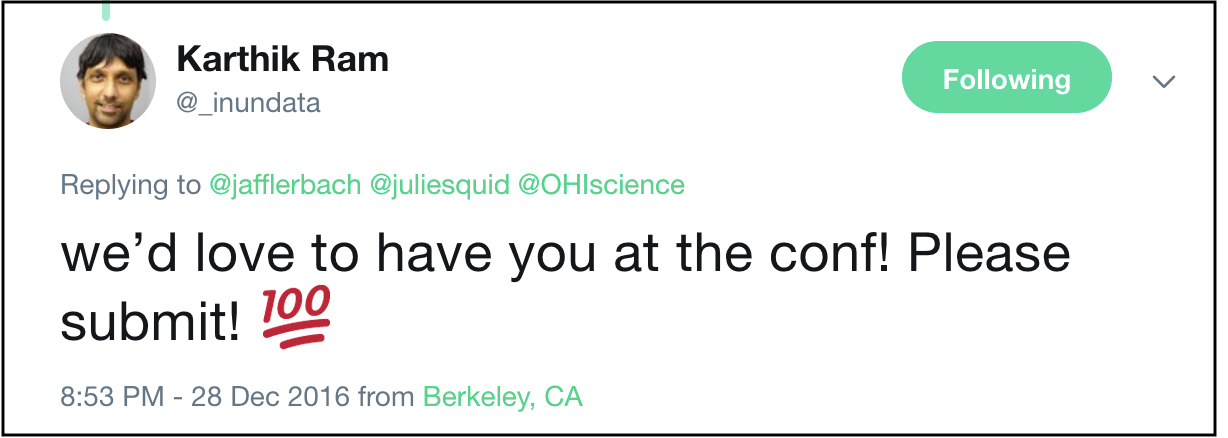 Karthik Ram
@_inundata
Following
Replying to @jafflerbach @juliesquid @OHIscience
we’d love to have you at the conf! Please
submit! 💯
8:53 PM - 28 Dec 2016 from Berkeley, CA